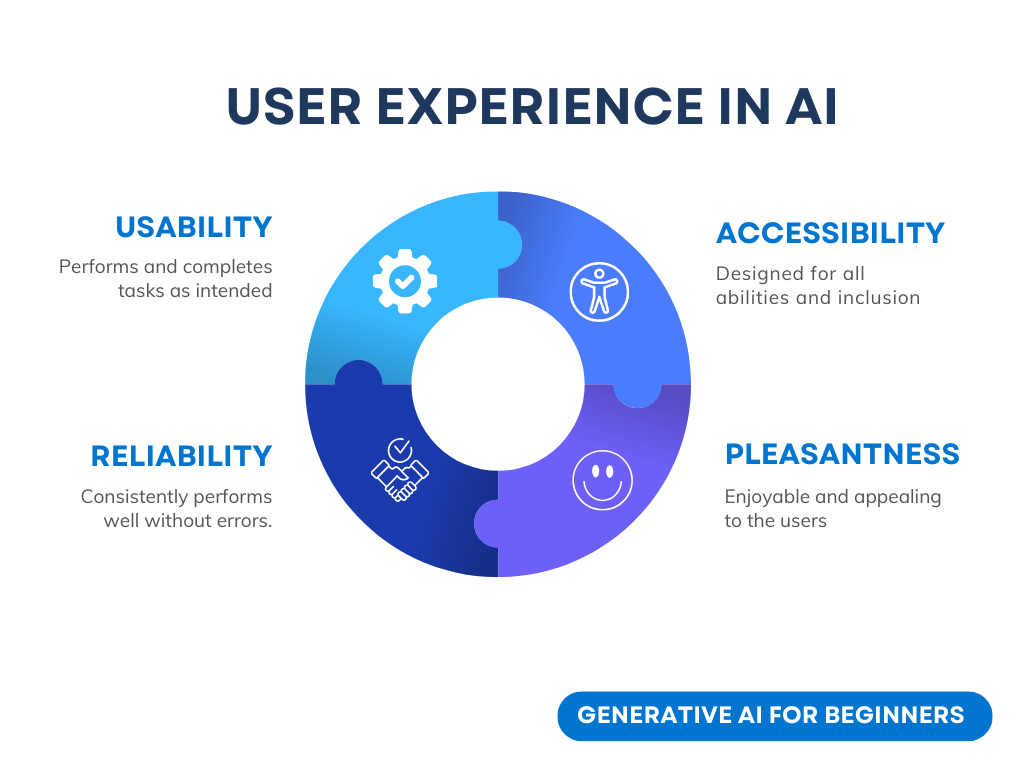 USER EXPERIENCE IN AI
USABILITY
Performs and completes
tasks as intended
ACCESSIBILITY
Designed for all
abilities and inclusion
RELIABILITY
Consistently performs
well without errors.
PLEASANTNESS
Enjoyable and appealing
to the users
GENERATIVE AI FOR BEGINNERS